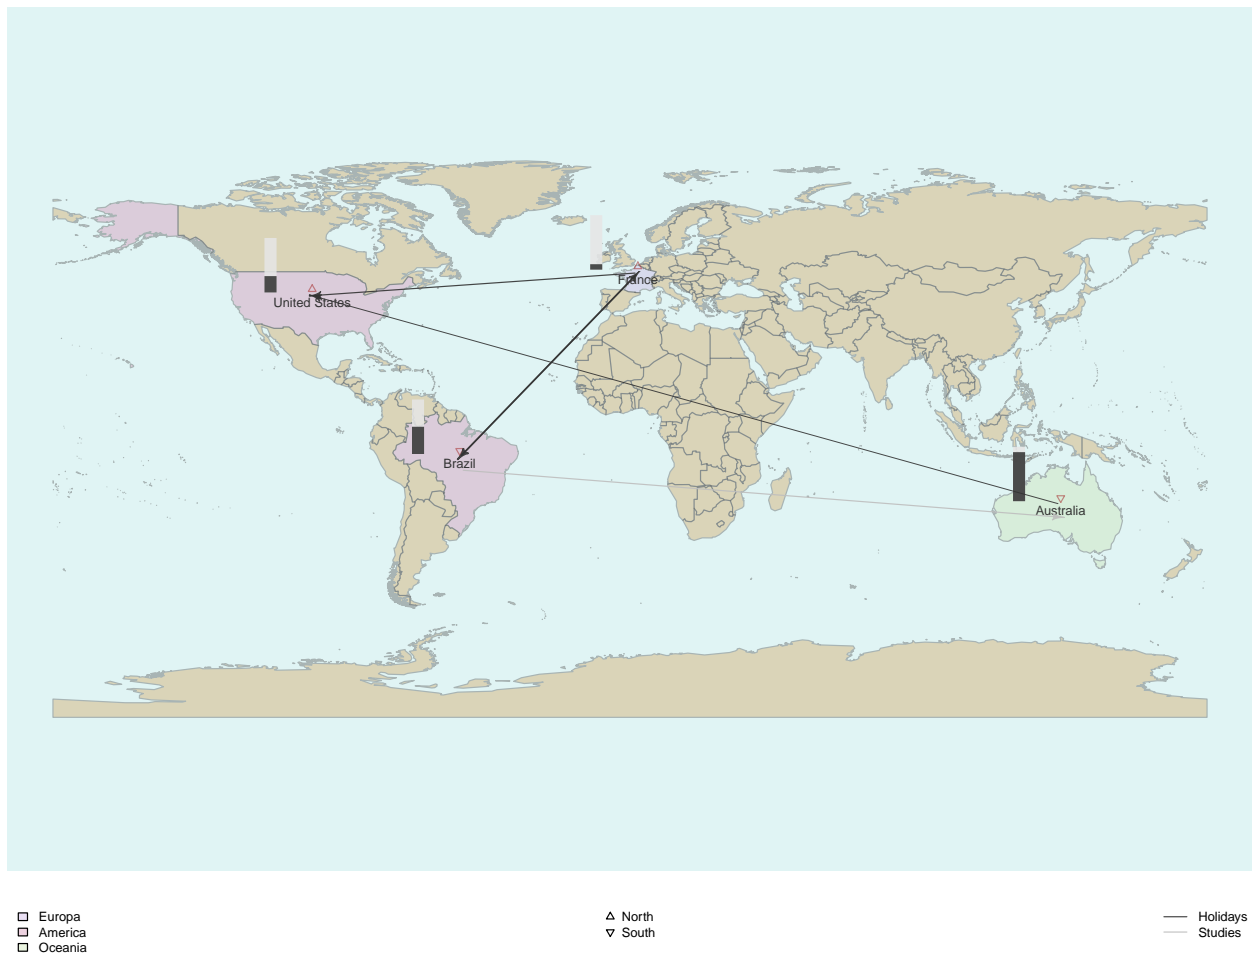 France
United States
Brazil
Australia
Europa
America
Oceania
North
South
Holidays
Studies